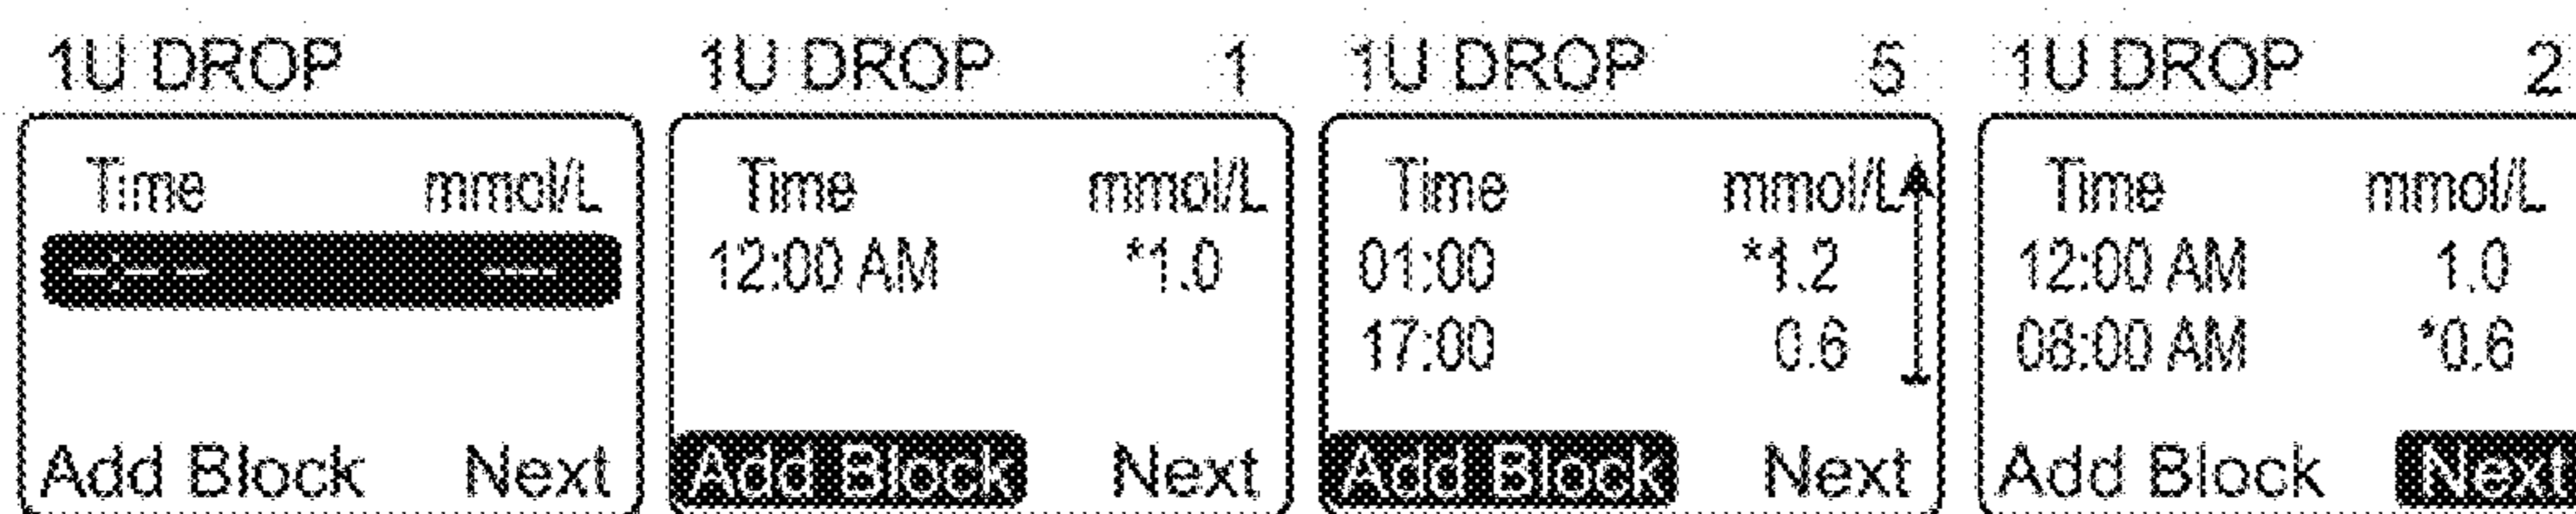 1U DROP
Time mmol/L
--:-- ---
Add Block Next
1U DROP 1
Time mmol/L
12:00 AM *1.0
Add Block Next
1U DROP 5
Time mmol/L
01:00 *1.2
17:00 0.6
Add Block Next
1U DROP 2
Time mmol/L
12:00 AM 1.0
08:00 AM *0.6
Add Block Next